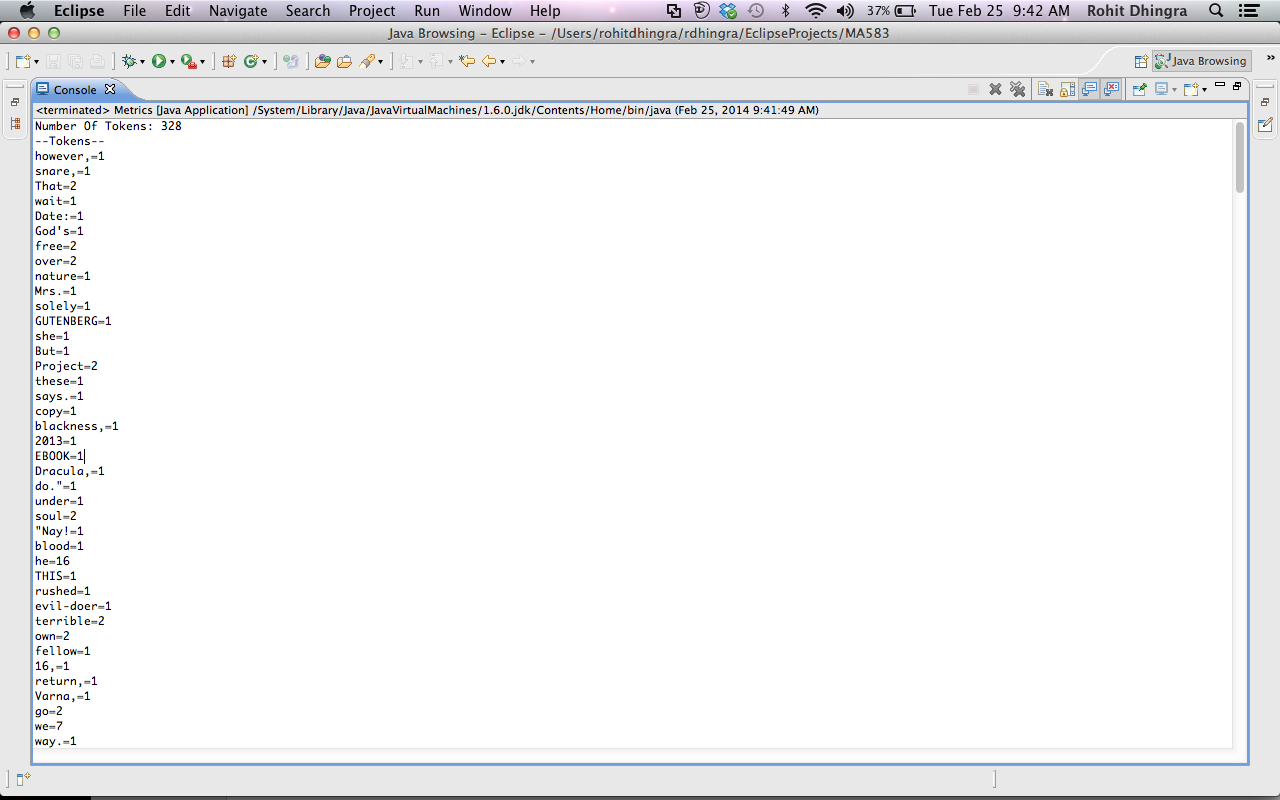 Eclipse File Edit Navigate Search Project Run Window Help 37% Tue Feb 25 9:42 AM Rohit Dhingra
Java Browsing – Eclipse – /Users/rohitdhingra/rdhingra/EclipseProjects/MA583
Java Browsing »
Console
<terminated> Metrics [Java Application] /System/Library/Java/JavaVirtualMachines/1.6.0.jdk/Contents/Home/bin/java (Feb 25, 2014 9:41:49 AM)
Number Of Tokens: 328
--Tokens--
however,=1
snare,=1
That=2
wait=1
Date:=1
God's=1
free=2
over=2
nature=1
Mrs.=1
solely=1
GUTENBERG=1
she=1
But=1
Project=2
these=1
says.=1
copy=1
blackness,=1
2013=1
EBOOK=1
Dracula,=1
do."=1
under=1
soul=2
"Nay!=1
blood=1
he=16
THIS=1
rushed=1
evil-doer=1
terrible=2
own=2
fellow=1
16,=1
return,=1
Varna,=1
go=2
we=7
way.=1